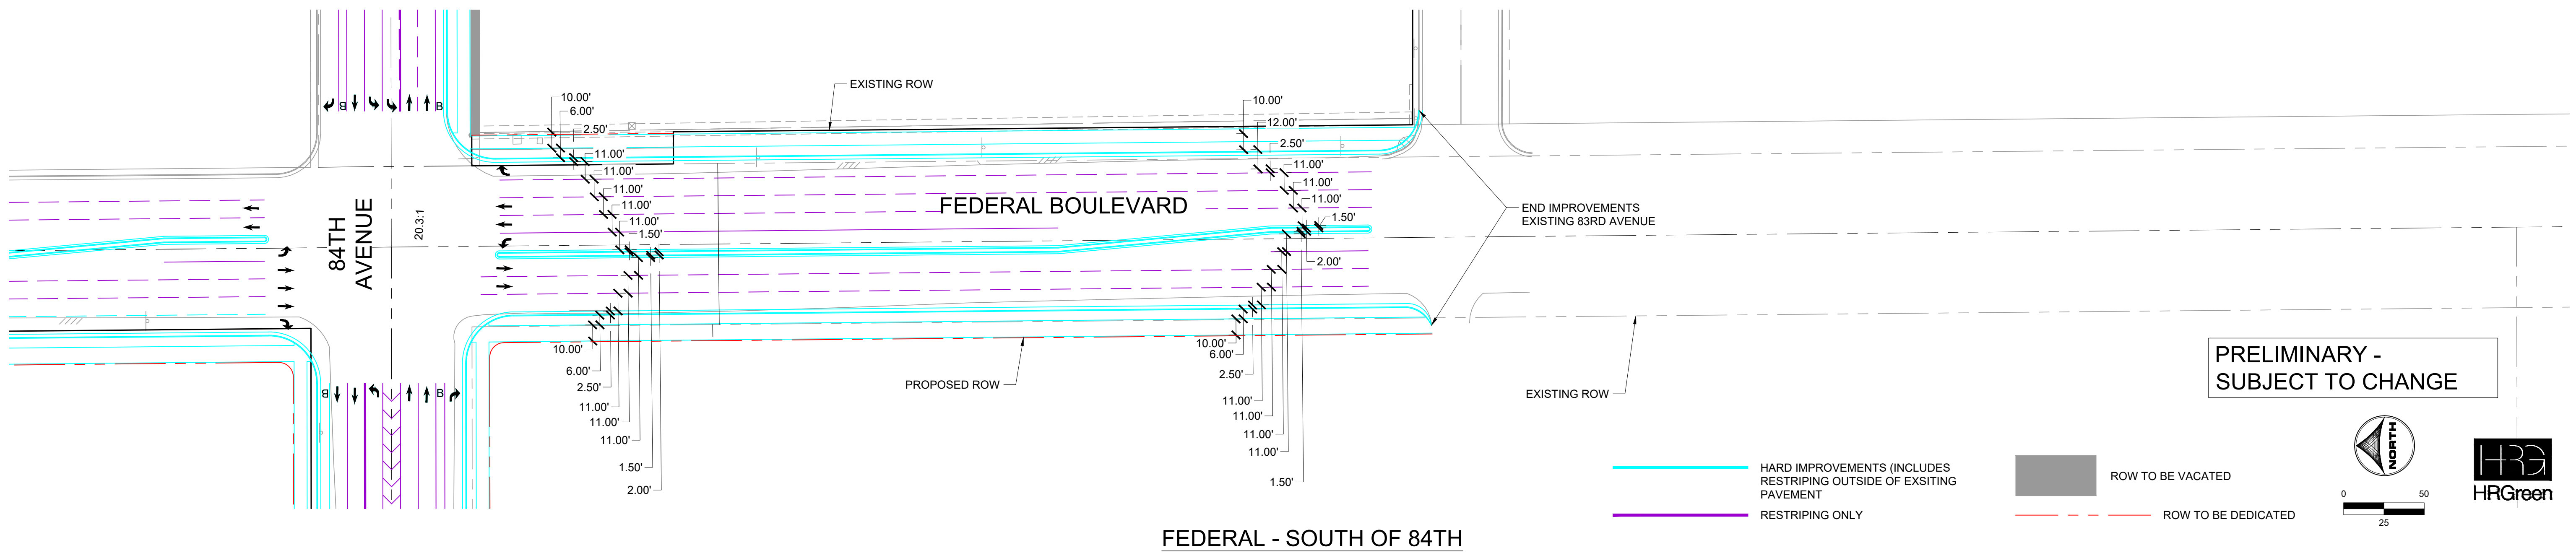 10.00'
6.00'
2.50'
11.00'
11.00'
11.00'
11.00'
11.00'
1.50'
EXISTING ROW
10.00'
12.00'
2.50'
11.00'
11.00'
11.00'
1.50'
2.00'
B
B
84TH
AVENUE
20.3:1
FEDERAL BOULEVARD
END IMPROVEMENTS
EXISTING 83RD AVENUE
10.00'
6.00'
2.50'
11.00'
11.00'
11.00'
1.50'
2.00'
PROPOSED ROW
10.00'
6.00'
2.50'
11.00'
11.00'
11.00'
11.00'
1.50'
EXISTING ROW
B
B
PRELIMINARY -
SUBJECT TO CHANGE
HARD IMPROVEMENTS (INCLUDES
RESTRIPING OUTSIDE OF EXSITING
PAVEMENT
RESTRIPING ONLY
ROW TO BE VACATED
ROW TO BE DEDICATED
NORTH
0
50
25
HRG
HRGreen
FEDERAL - SOUTH OF 84TH